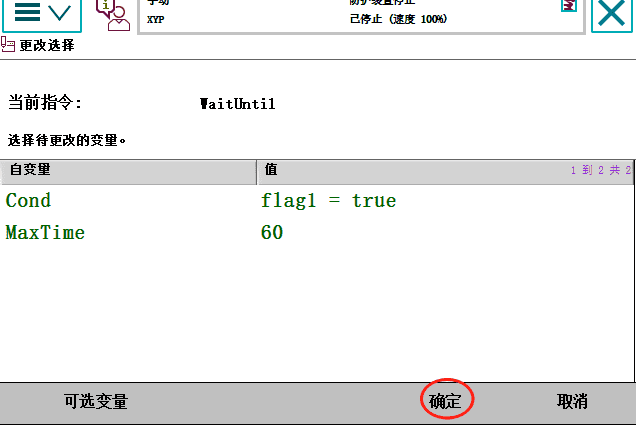 手动 防护装置停止
XYP 已停止 (速度 100%)
更改选择
当前指令: WaitUntil
选择待更改的变量。
自变量 值 1 到 2 共 2
Cond flag1 = true
MaxTime 60
可选变量 确定 取消